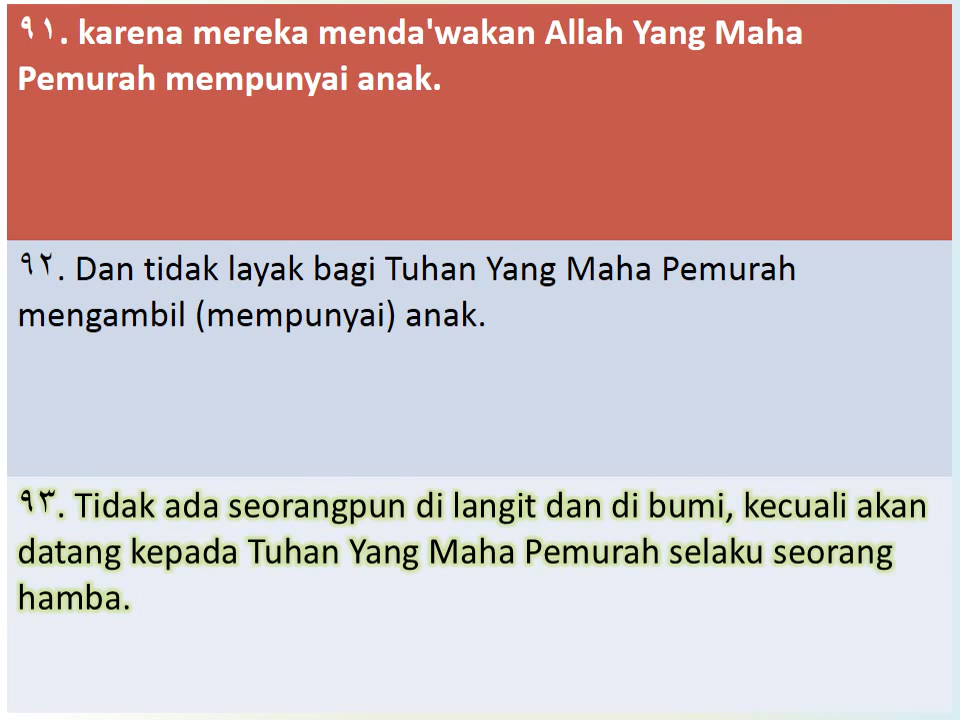 ٩١. karena mereka menda'wakan Allah Yang Maha
Pemurah mempunyai anak.
٩٢. Dan tidak layak bagi Tuhan Yang Maha Pemurah
mengambil (mempunyai) anak.
٩٣. Tidak ada seorangpun di langit dan di bumi, kecuali akan
datang kepada Tuhan Yang Maha Pemurah selaku seorang
hamba.